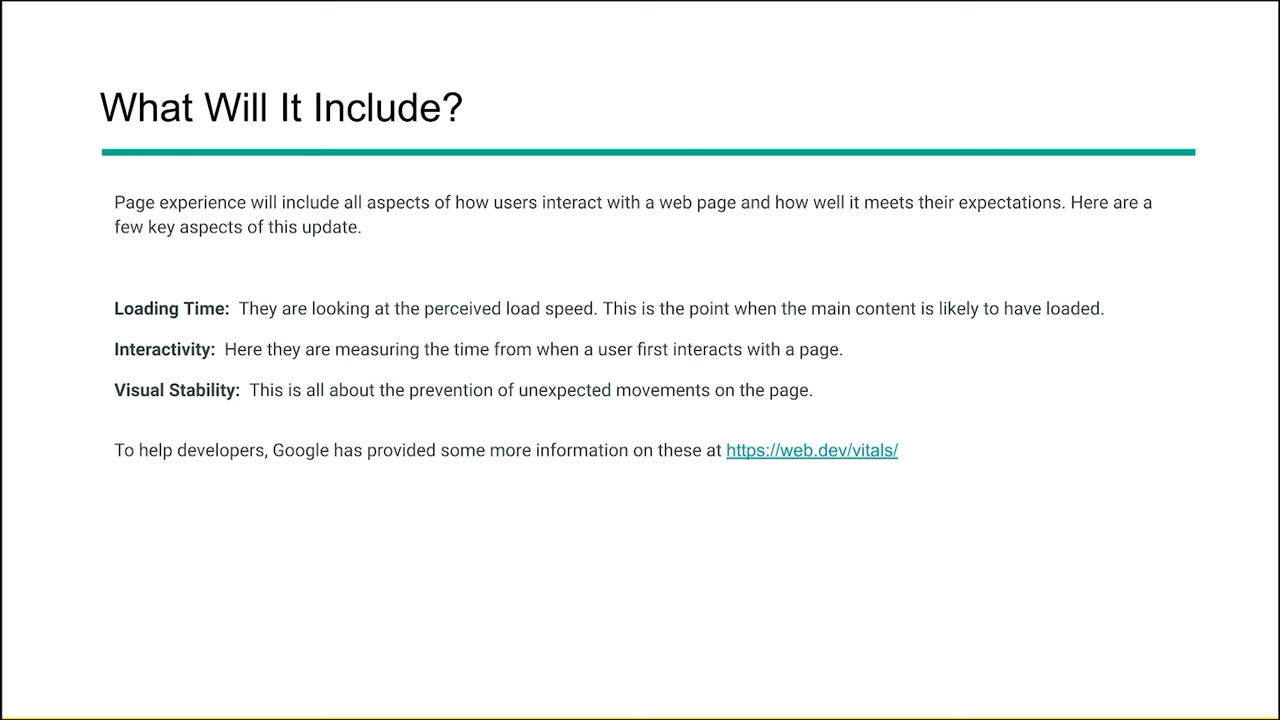 What Will It Include?
Page experience will include all aspects of how users interact with a web page and how well it meets their expectations. Here are a
few key aspects of this update.
Loading Time: They are looking at the perceived load speed. This is the point when the main content is likely to have loaded.
Interactivity: Here they are measuring the time from when a user first interacts with a page.
Visual Stability: This is all about the prevention of unexpected movements on the page.
To help developers, Google has provided some more information on these at https://web.dev/vitals/